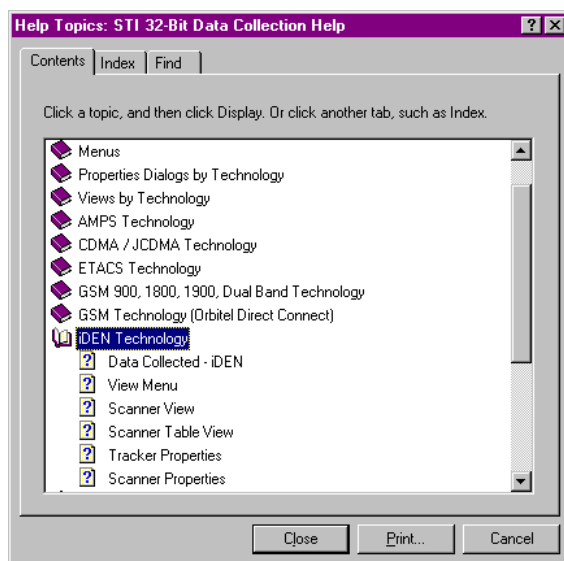 Help Topics: STI 32-Bit Data Collection Help
Contents Index Find
Click a topic, and then click Display. Or click another tab, such as Index.
Menus
Properties Dialogs by Technology
Views by Technology
AMPS Technology
CDMA / JCDMA Technology
ETACS Technology
GSM 900, 1800, 1900, Dual Band Technology
GSM Technology (Orbitel Direct Connect)
iDEN Technology
Data Collected - iDEN
View Menu
Scanner View
Scanner Table View
Tracker Properties
Scanner Properties
Close Print... Cancel